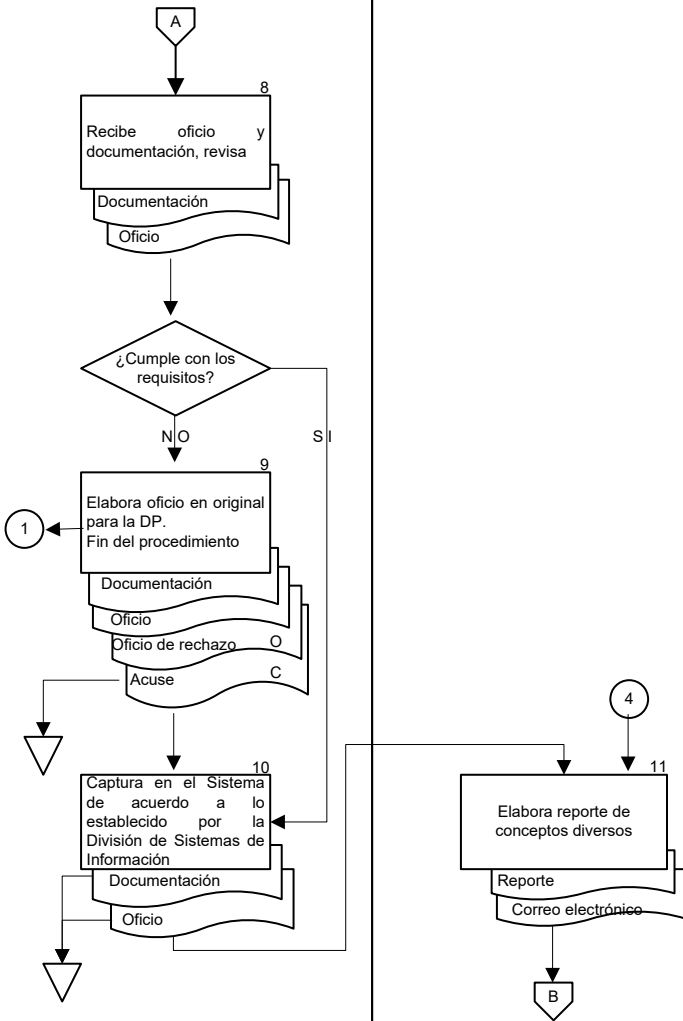 A
8
Recibe oficio y
documentación, revisa
Documentación
Oficio
¿Cumple con los
requisitos?
NO
SI
9
Elabora oficio en original
para la DP.
Fin del procedimiento
1
Documentación
Oficio
Oficio de rechazo O
Acuse C
10
Captura en el Sistema
de acuerdo a lo
establecido por la
División de Sistemas de
Información
Documentación
Oficio
4
11
Elabora reporte de
conceptos diversos
Reporte
Correo electrónico
B